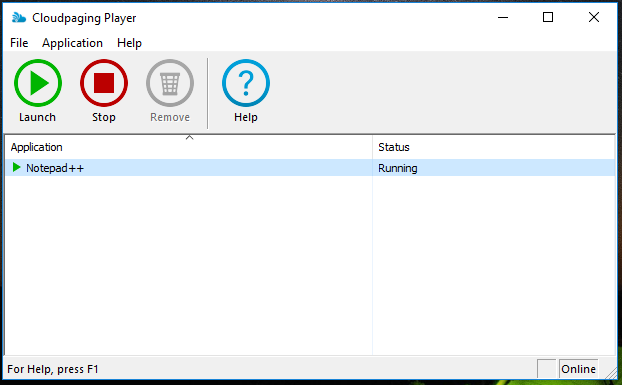 Cloudpaging Player
File Application Help
Launch Stop Remove Help
Application Status
Notepad++ Running
For Help, press F1 Online